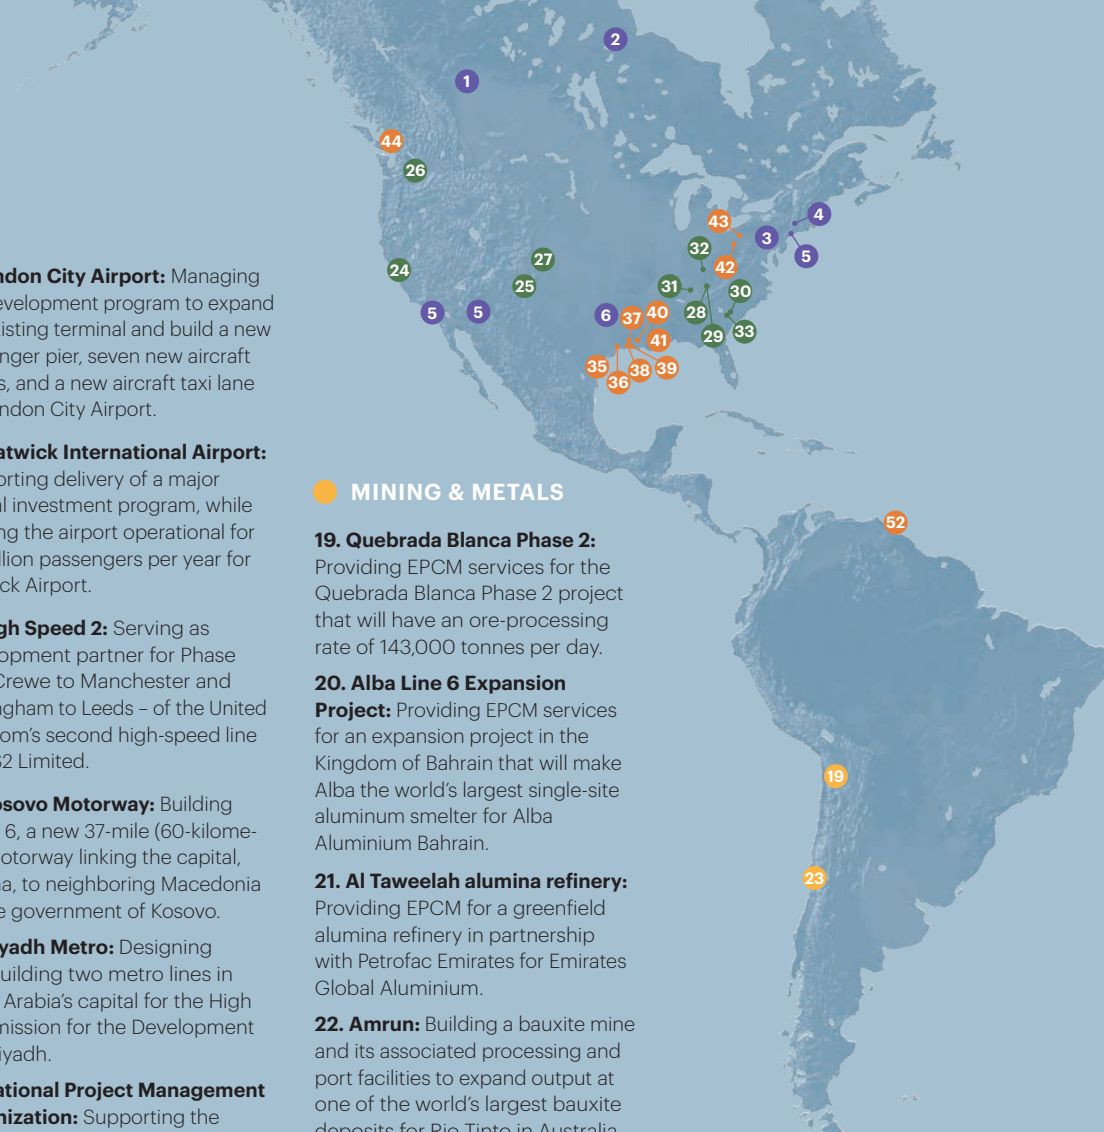 2
1
44
26
43
4
3
32
5
42
27
24
25
31
30
5
5
6
37
40
28
29
33
41
35
36
38
39
52
19
23
ndon City Airport: Managing
evelopment program to expand
isting terminal and build a new
nger pier, seven new aircraft
s, and a new aircraft taxi lane
ndon City Airport.
atwick International Airport:
orting delivery of a major
al investment program, while
ng the airport operational for
llion passengers per year for
ck Airport.
gh Speed 2: Serving as
opment partner for Phase
Crewe to Manchester and
ngham to Leeds – of the United
om’s second high-speed line
S2 Limited.
osovo Motorway: Building
6, a new 37-mile (60-kilome-
otorway linking the capital,
na, to neighboring Macedonia
e government of Kosovo.
yadh Metro: Designing
uilding two metro lines in
Arabia’s capital for the High
mission for the Development
iyadh.
ational Project Management
nization: Supporting the
MINING & METALS
19. Quebrada Blanca Phase 2:
Providing EPCM services for the
Quebrada Blanca Phase 2 project
that will have an ore-processing
rate of 143,000 tonnes per day.
20. Alba Line 6 Expansion
Project: Providing EPCM services
for an expansion project in the
Kingdom of Bahrain that will make
Alba the world’s largest single-site
aluminum smelter for Alba
Aluminium Bahrain.
21. Al Taweelah alumina refinery:
Providing EPCM for a greenfield
alumina refinery in partnership
with Petrofac Emirates for Emirates
Global Aluminium.
22. Amrun: Building a bauxite mine
and its associated processing and
port facilities to expand output at
one of the world’s largest bauxite
deposits for Rio Tinto in Australia.